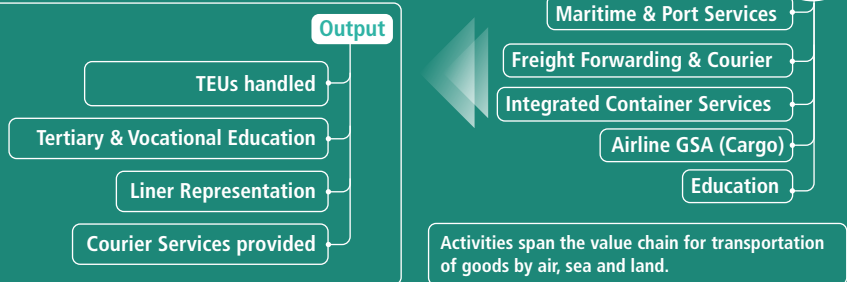 Output
TEUs handled
Tertiary & Vocational Education
Liner Representation
Courier Services provided
Maritime & Port Services
Freight Forwarding & Courier
Integrated Container Services
Airline GSA (Cargo)
Education
Activities span the value chain for transportation
of goods by air, sea and land.